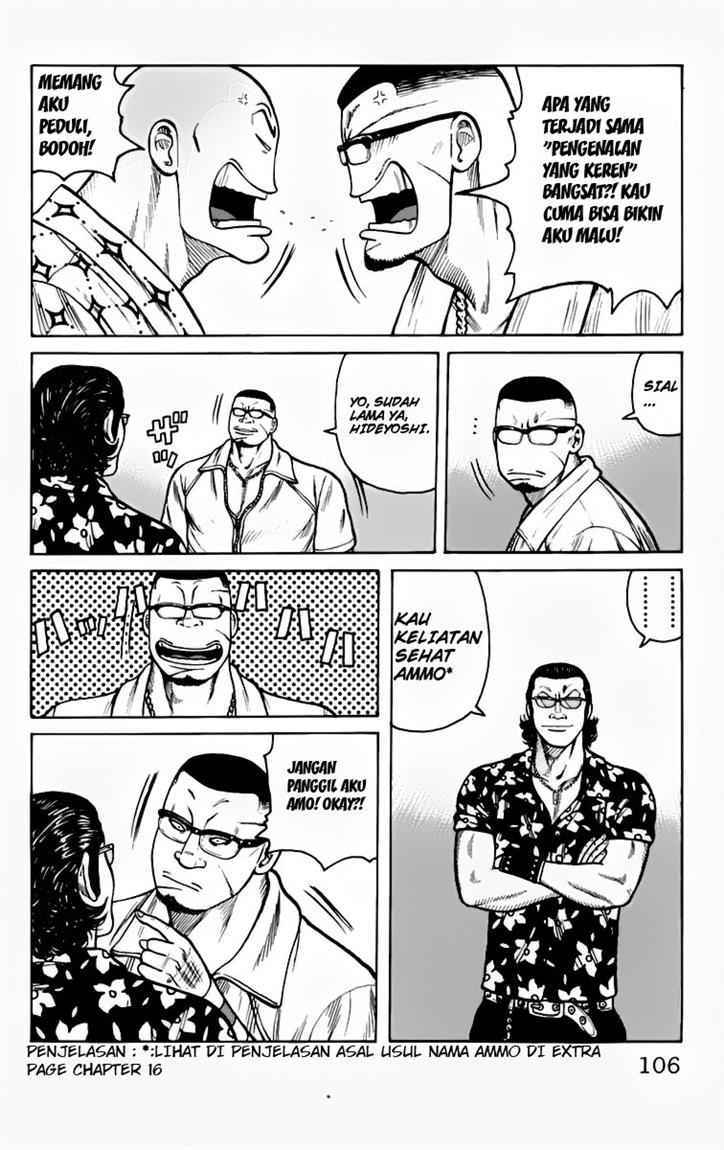 MEMANG
AKU
PEDULI,
BODOH!
APA YANG
TERJADI SAMA
"PENGENALAN
YANG KEREN"
BANGSAT?! KAU
CUMA BISA BIKIN
AKU MALU!
YO, SUDAH
LAMA YA,
HIDEYOSHI.
...
SIAL
...
KAU
KELIATAN
SEHAT
AMMO*
JANGAN
PANGGIL AKU
AMO! OKAY?!
PENJELASAN : *:LIHAT DI PENJELASAN ASAL USUL NAMA AMMO DI EXTRA
PAGE CHAPTER 16
106